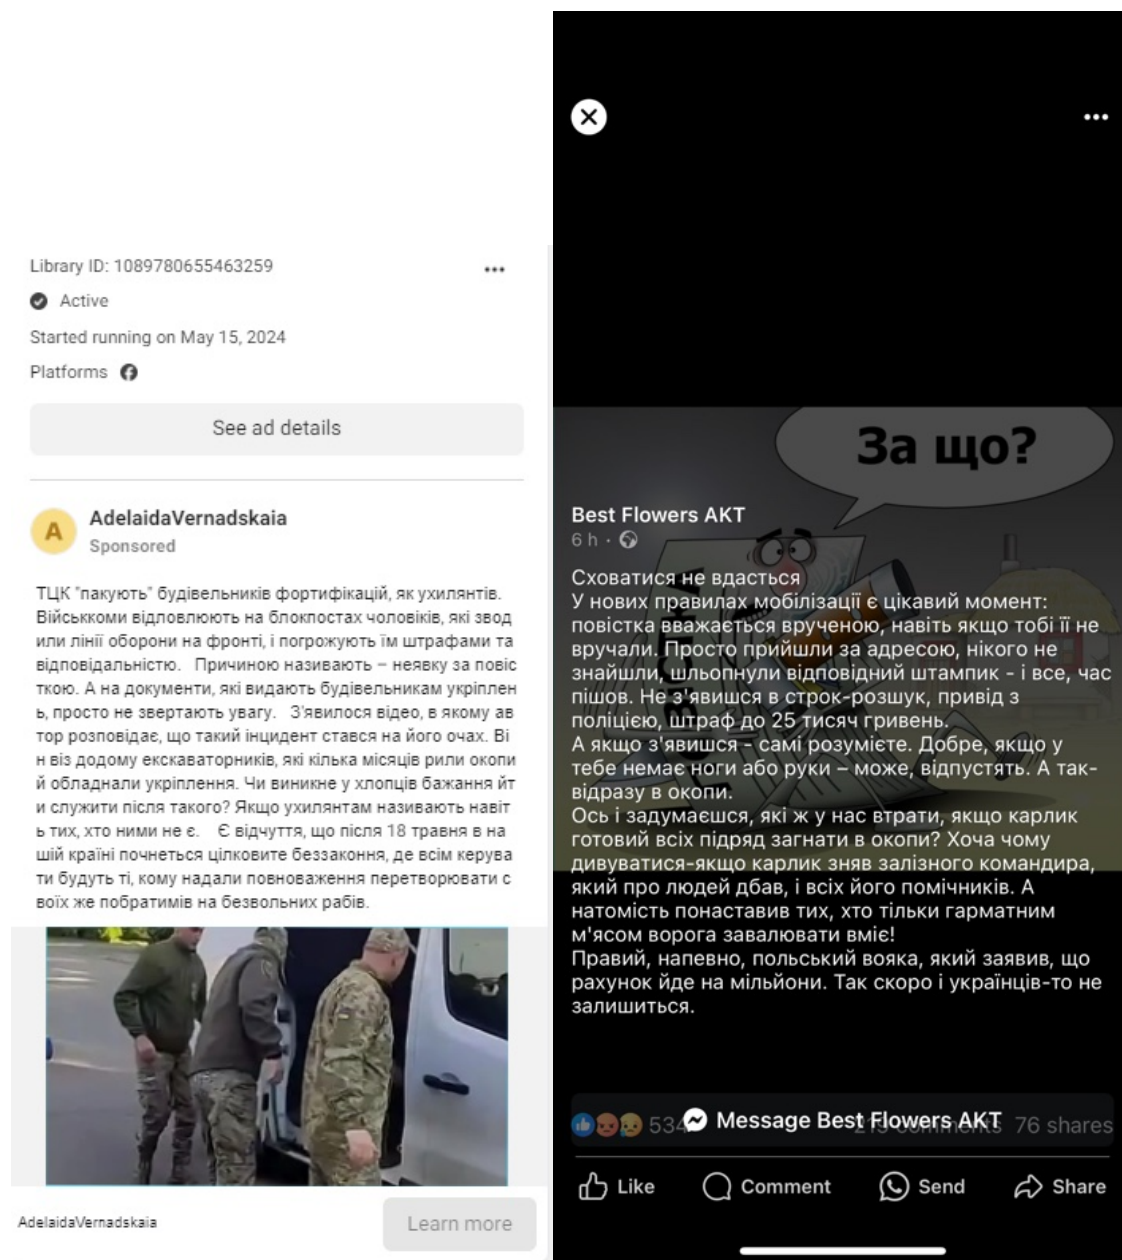 Library ID: 1089780655463259
Active
Started running on May 15, 2024
Platforms
See ad details
A
AdelaidaVernadskaia
Sponsored
ТЦК "пакують" будівельників фортифікацій, як ухилянтів.
Військкоми відловлюють на блокпостах чоловіків, які звод
или лінії оборони на фронті, і погрожують їм штрафами та
відповідальністю. Причиною називають – неявку за повіс
ткою. А на документи, які видають будівельникам укріплен
ь, просто не звертають увагу. З'явилося відео, в якому ав
тор розповідає, що такий інцидент стався на його очах. Ві
н віз додому екскаваторників, які кілька місяців рили окопи
й обладнали укріплення. Чи виникне у хлопців бажання йт
и служити після такого? Якщо ухилянтам називають навіт
ь тих, хто ними не є. Є відчуття, що після 18 травня в на
шій країні почнеться цілковите беззаконня, де всім керува
ти будуть ті, кому надали повноваження перетворювати с
воїх же побратимів на безвольних рабів.
AdelaidaVernadskaia
Learn more
За що?
ПОВІСТКА
Best Flowers AKT
6 h ·
Сховатися не вдасться
У нових правилах мобілізації є цікавий момент:
повістка вважається врученою, навіть якщо тобі її не
вручали. Просто прийшли за адресою, нікого не
знайшли, шльопнули відповідний штампик - і все, час
пішов. Не з'явишся в строк-розшук, привід з
поліцією, штраф до 25 тисяч гривень.
А якщо з'явишся - самі розумієте. Добре, якщо у
тебе немає ноги або руки – може, відпустять. А так-
відразу в окопи.
Ось і задумаєшся, які ж у нас втрати, якщо карлик
готовий всіх підряд загнати в окопи? Хоча чому
дивуватися-якщо карлик зняв залізного командира,
який про людей дбав, і всіх його помічників. А
натомість понаставив тих, хто тільки гарматним
м'ясом ворога завалювати вміє!
Правий, напевно, польський вояка, який заявив, що
рахунок йде на мільйони. Так скоро і українців-то не
залишиться.
534
Message Best Flowers AKT
comments 76 shares
Like Comment Send Share